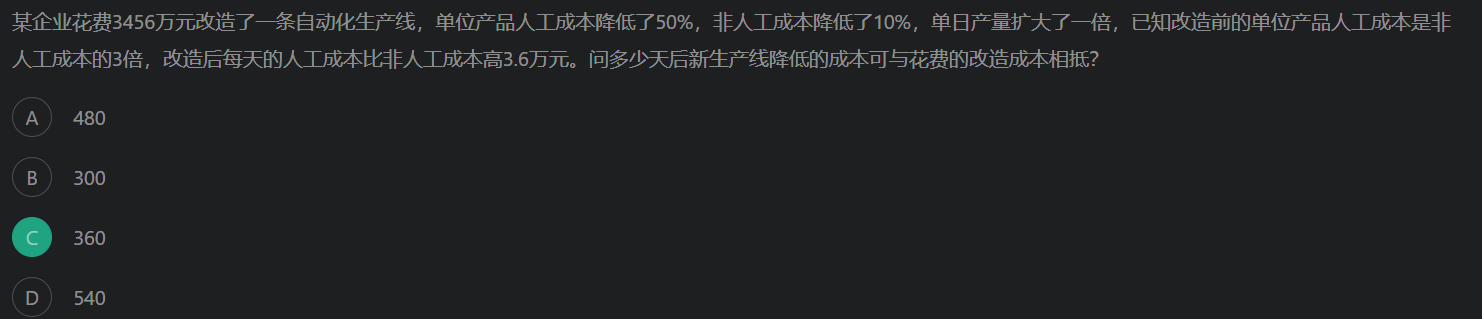 某企业花费3456万元改造了一条自动化生产线，单位产品人工成本降低了50%，非人工成本降低了10%，单日产量扩大了一倍，已知改造前的单位产品人工成本是非
人工成本的3倍，改造后每天的人工成本比非人工成本高3.6万元。问多少天后新生产线降低的成本可与花费的改造成本相抵？
A 480
B 300
C 360
D 540